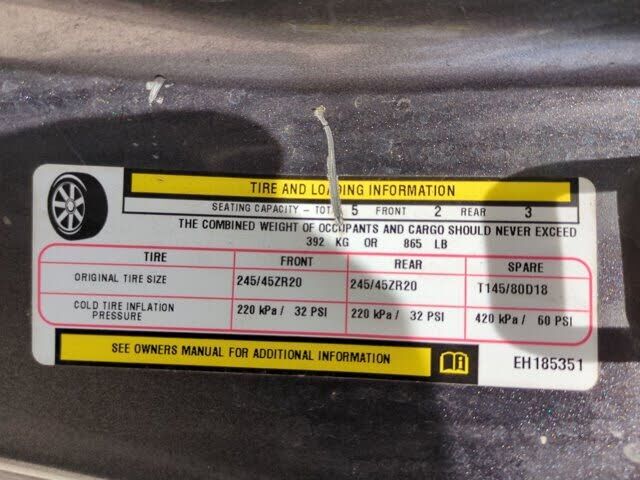 TIRE AND LOADING INFORMATION
SEATING CAPACITY - TOTAL 5 FRONT 2 REAR 3
THE COMBINED WEIGHT OF OCCUPANTS AND CARGO SHOULD NEVER EXCEED
392 KG OR 865 LB
TIRE FRONT REAR SPARE
ORIGINAL TIRE SIZE 245/45ZR20 245/45ZR20 T145/80D18
COLD TIRE INFLATION PRESSURE 220 kPa / 32 PSI 220 kPa / 32 PSI 420 kPa / 60 PSI
SEE OWNERS MANUAL FOR ADDITIONAL INFORMATION i EH185351